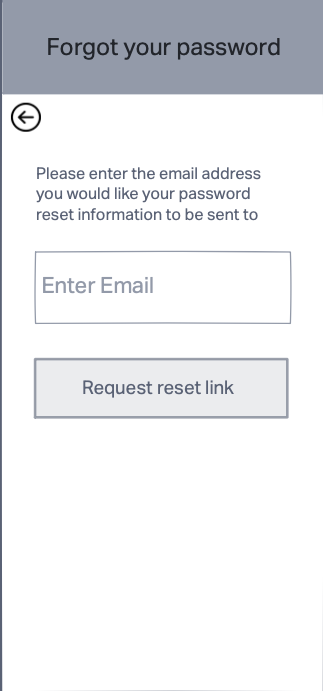 Forgot your password
Please enter the email address
you would like your password
reset information to be sent to
Enter Email
Request reset link